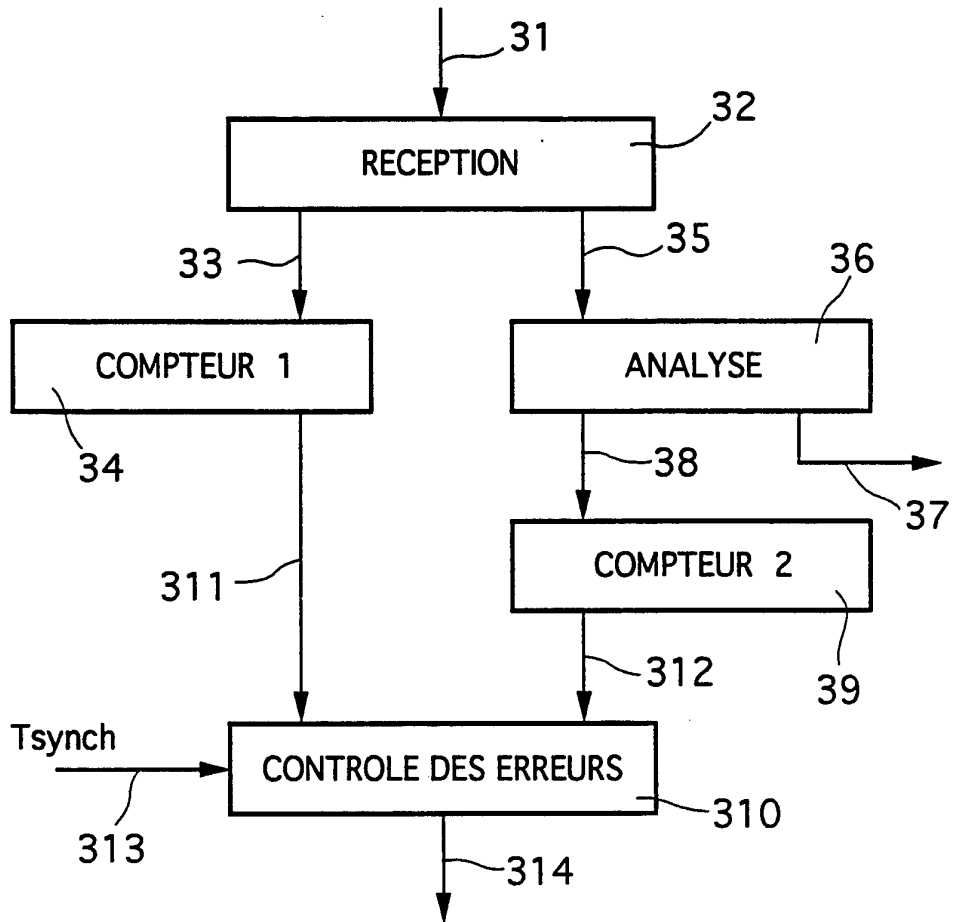 31
32
RECEPTION
33
35
36
COMPTEUR 1
ANALYSE
34
38
37
COMPTEUR 2
311
312
39
Tsynch
CONTROLE DES ERREURS
310
313
314